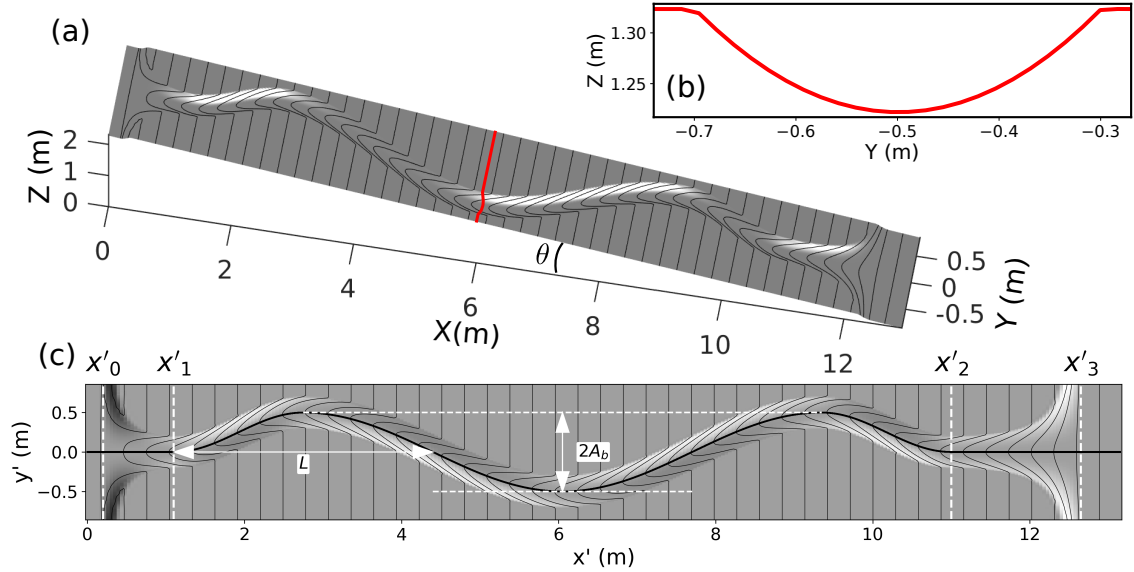 (a)
Z (m)
2
1
0
0
2
4
6
8
10
12
X(m)
θ
0.5
0
-0.5
Y (m)
(b)
Z (m)
1.30
1.25
−0.7
−0.6
−0.5
−0.4
−0.3
Y (m)
(c)
x'₀
x'₁
x'₂
x'₃
y' (m)
0.5
0.0
−0.5
L
2A_b
0
2
4
6
8
10
12
x' (m)